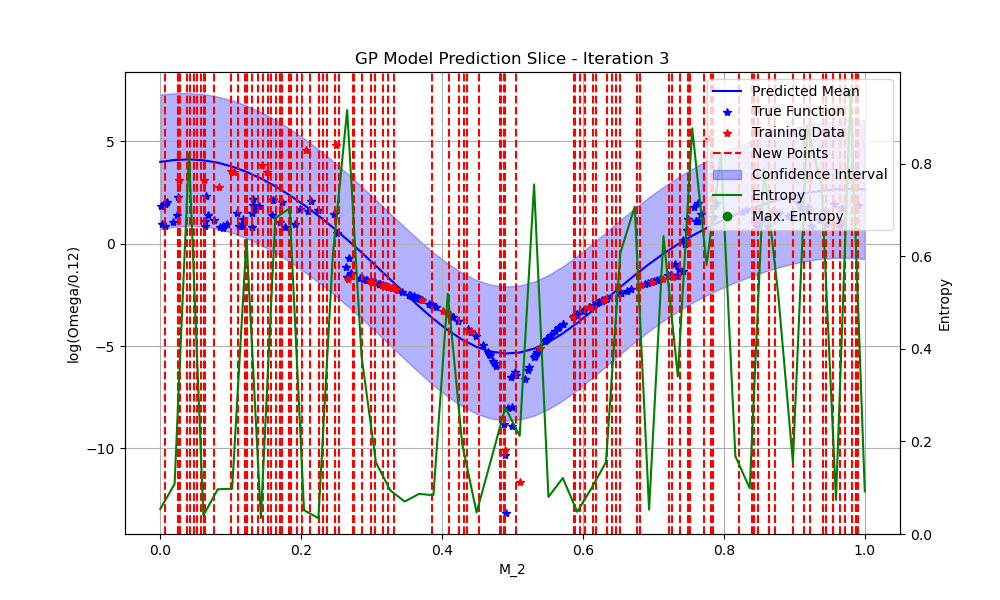 GP Model Prediction Slice - Iteration 3
Predicted Mean
True Function
Training Data
New Points
Confidence Interval
Entropy
Max. Entropy
5
0
−5
−10
log(Omega/0.12)
0.8
0.6
0.4
0.2
0.0
Entropy
0.0 0.2 0.4 0.6 0.8 1.0
M_2